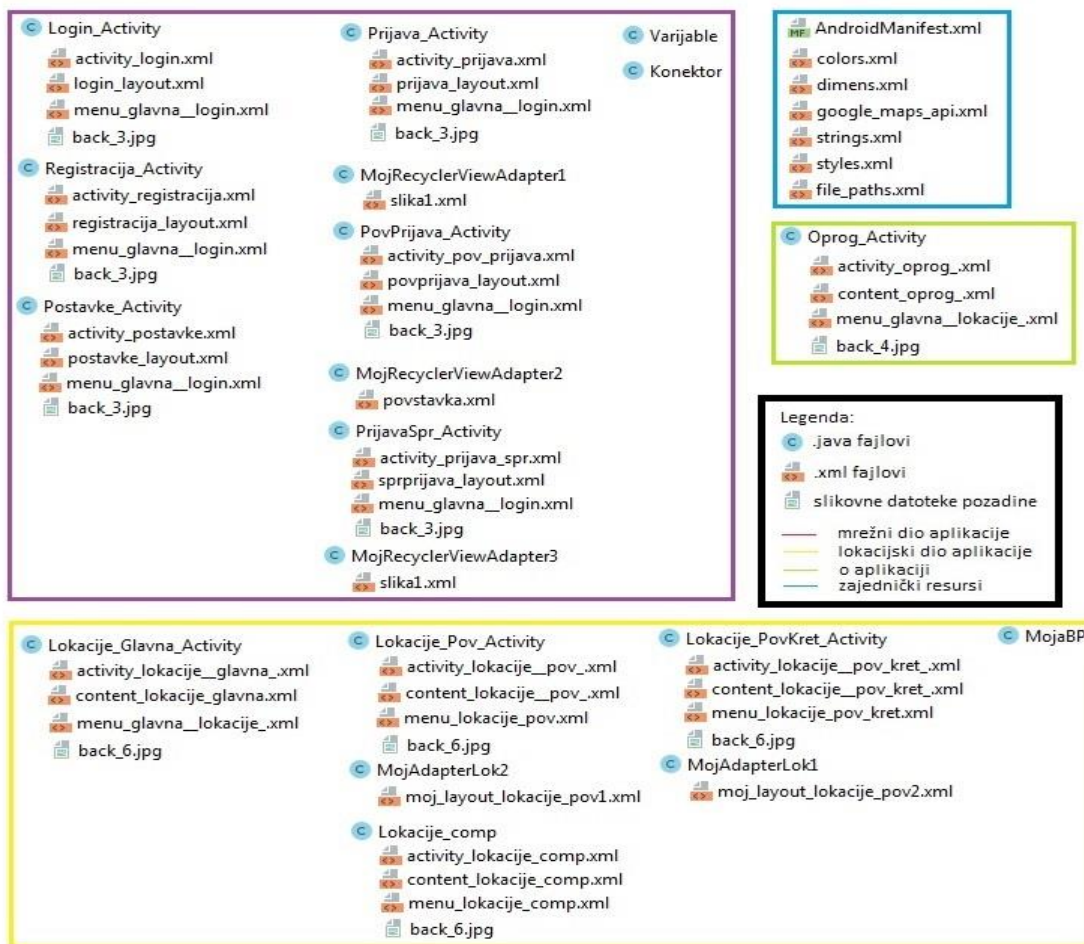 Login_Activity
activity_login.xml
login_layout.xml
menu_glavna__login.xml
back_3.jpg
Registracija_Activity
activity_registracija.xml
registracija_layout.xml
menu_glavna__login.xml
back_3.jpg
Postavke_Activity
activity_postavke.xml
postavke_layout.xml
menu_glavna__login.xml
back_3.jpg
Prijava_Activity
activity_prijava.xml
prijava_layout.xml
menu_glavna__login.xml
back_3.jpg
MojRecyclerViewAdapter1
slika1.xml
PovPrijava_Activity
activity_pov_prijava.xml
povprijava_layout.xml
menu_glavna__login.xml
back_3.jpg
MojRecyclerViewAdapter2
povstavka.xml
PrijavaSpr_Activity
activity_prijava_spr.xml
sprprijava_layout.xml
menu_glavna__login.xml
back_3.jpg
MojRecyclerViewAdapter3
slika1.xml
Varijable
Konektor
AndroidManifest.xml
colors.xml
dimens.xml
google_maps_api.xml
strings.xml
styles.xml
file_paths.xml
Oprog_Activity
activity_oprog_.xml
content_oprog_.xml
menu_glavna__lokacije_.xml
back_4.jpg
Legenda:
.java fajlovi
.xml fajlovi
slikovne datoteke pozadine
mrežni dio aplikacije
lokacijski dio aplikacije
o aplikaciji
zajednički resursi
Lokacije_Glavna_Activity
activity_lokacije__glavna_.xml
content_lokacije_glavna.xml
menu_glavna__lokacije_.xml
back_6.jpg
Lokacije_Pov_Activity
activity_lokacije__pov_.xml
content_lokacije__pov_.xml
menu_lokacije_pov.xml
back_6.jpg
MojAdapterLok2
moj_layout_lokacije_pov1.xml
Lokacije_comp
activity_lokacije_comp.xml
content_lokacije_comp.xml
menu_lokacije_comp.xml
back_6.jpg
Lokacije_PovKret_Activity
activity_lokacije__pov_kret_.xml
content_lokacije__pov_kret_.xml
menu_lokacije_pov_kret.xml
back_6.jpg
MojAdapterLok1
moj_layout_lokacije_pov2.xml
MojaBP